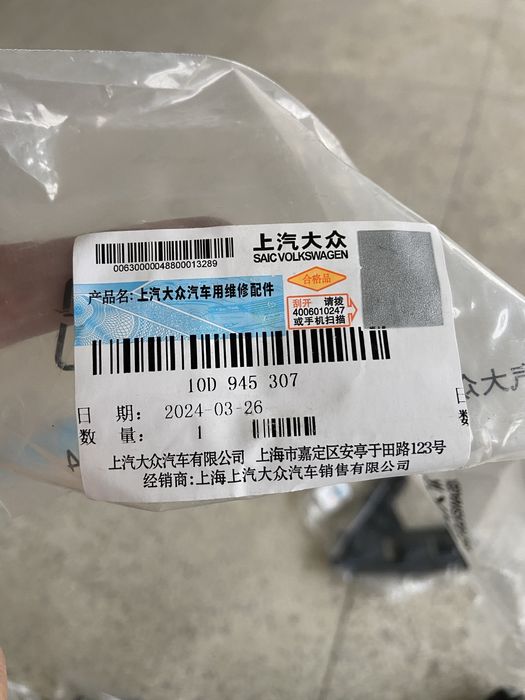 上汽大众
SAIC VOLKSWAGEN
0063000048800013289
合格品
产品名: 上汽大众汽车用维修配件
刮开 请拨
4006010247
或手机扫描
10D 945 307
日 期: 2024-03-26
数 量: 1
上汽大众汽车有限公司 上海市嘉定区安亭于田路123号
经销商:上海上汽大众汽车销售有限公司
大众